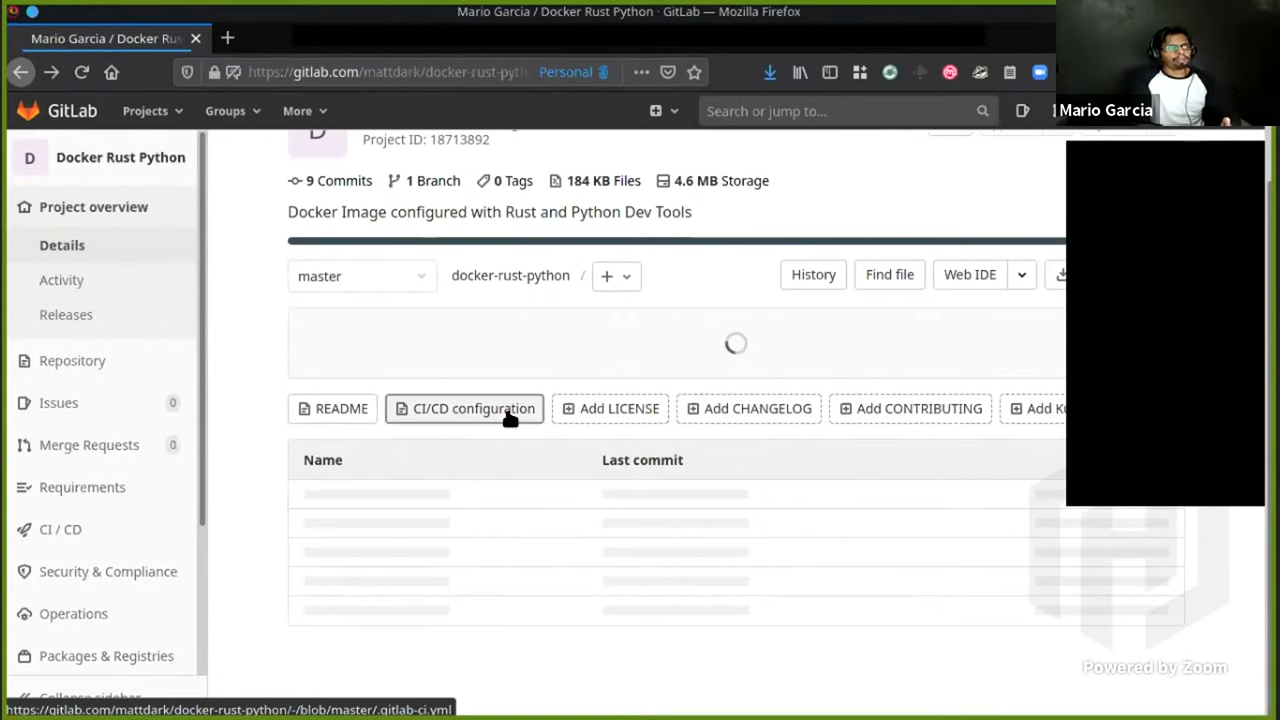 Mario Garcia / Docker Rust Python · GitLab — Mozilla Firefox
Mario Garcia / Docker Rus
https://gitlab.com/mattdark/docker-rust-pyth
Personal
GitLab
Projects
Groups
More
Search or jump to...
Mario Garcia
D
Docker Rust Python
Project overview
Details
Activity
Releases
Repository
Issues 0
Merge Requests 0
Requirements
CI / CD
Security & Compliance
Operations
Packages & Registries
Collapse sidebar
D
Project ID: 18713892
9 Commits
1 Branch
0 Tags
184 KB Files
4.6 MB Storage
Docker Image configured with Rust and Python Dev Tools
master
docker-rust-python /
History
Find file
Web IDE
README
CI/CD configuration
Add LICENSE
Add CHANGELOG
Add CONTRIBUTING
Add Ku
Name
Last commit
Powered by Zoom
https://gitlab.com/mattdark/docker-rust-python/-/blob/master/.gitlab-ci.yml